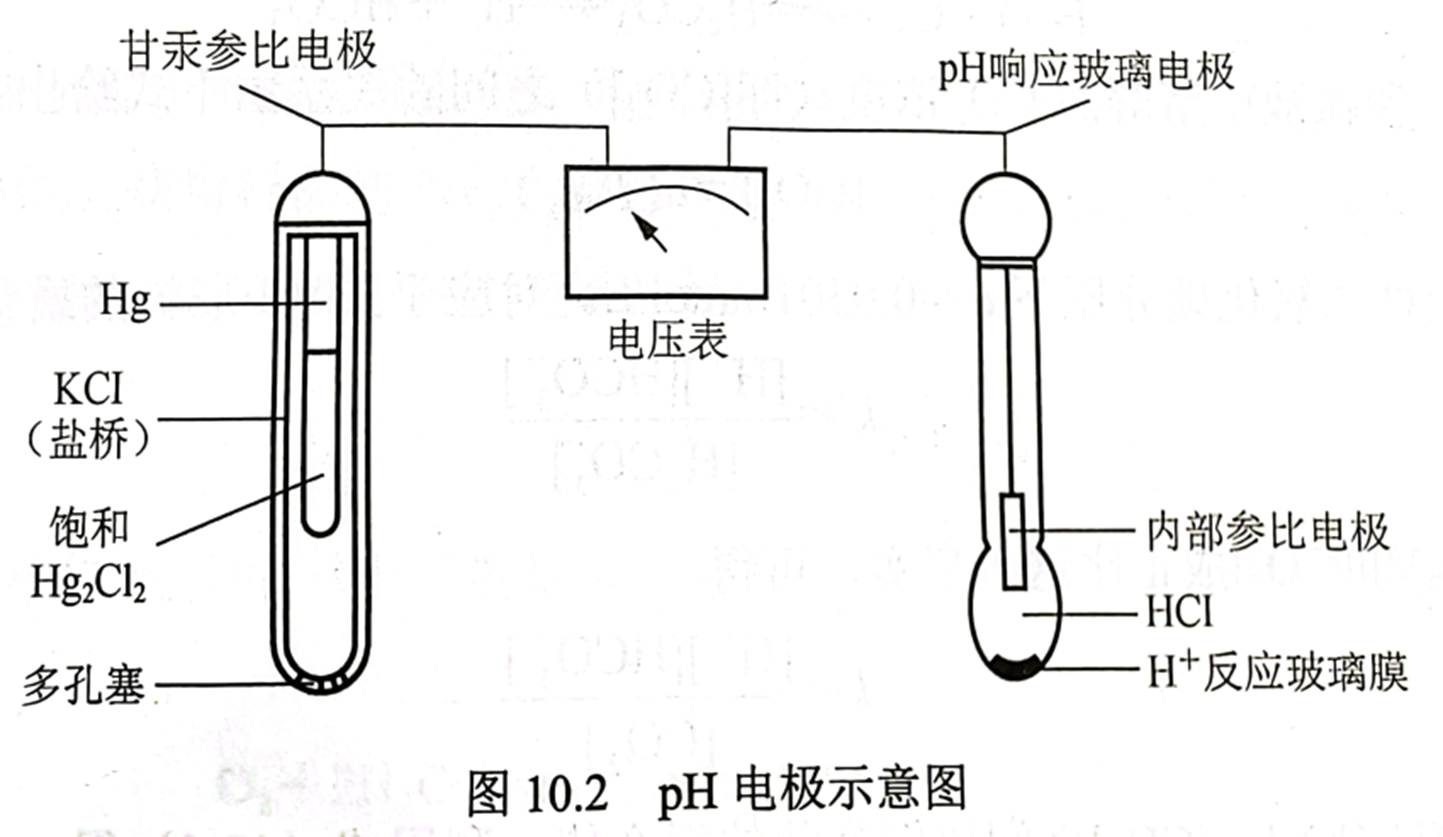 甘汞参比电极
pH响应玻璃电极
Hg
电压表
KCl
（盐桥）
饱和
Hg₂Cl₂
内部参比电极
HCl
多孔塞
H⁺反应玻璃膜
图 10.2 pH 电极示意图